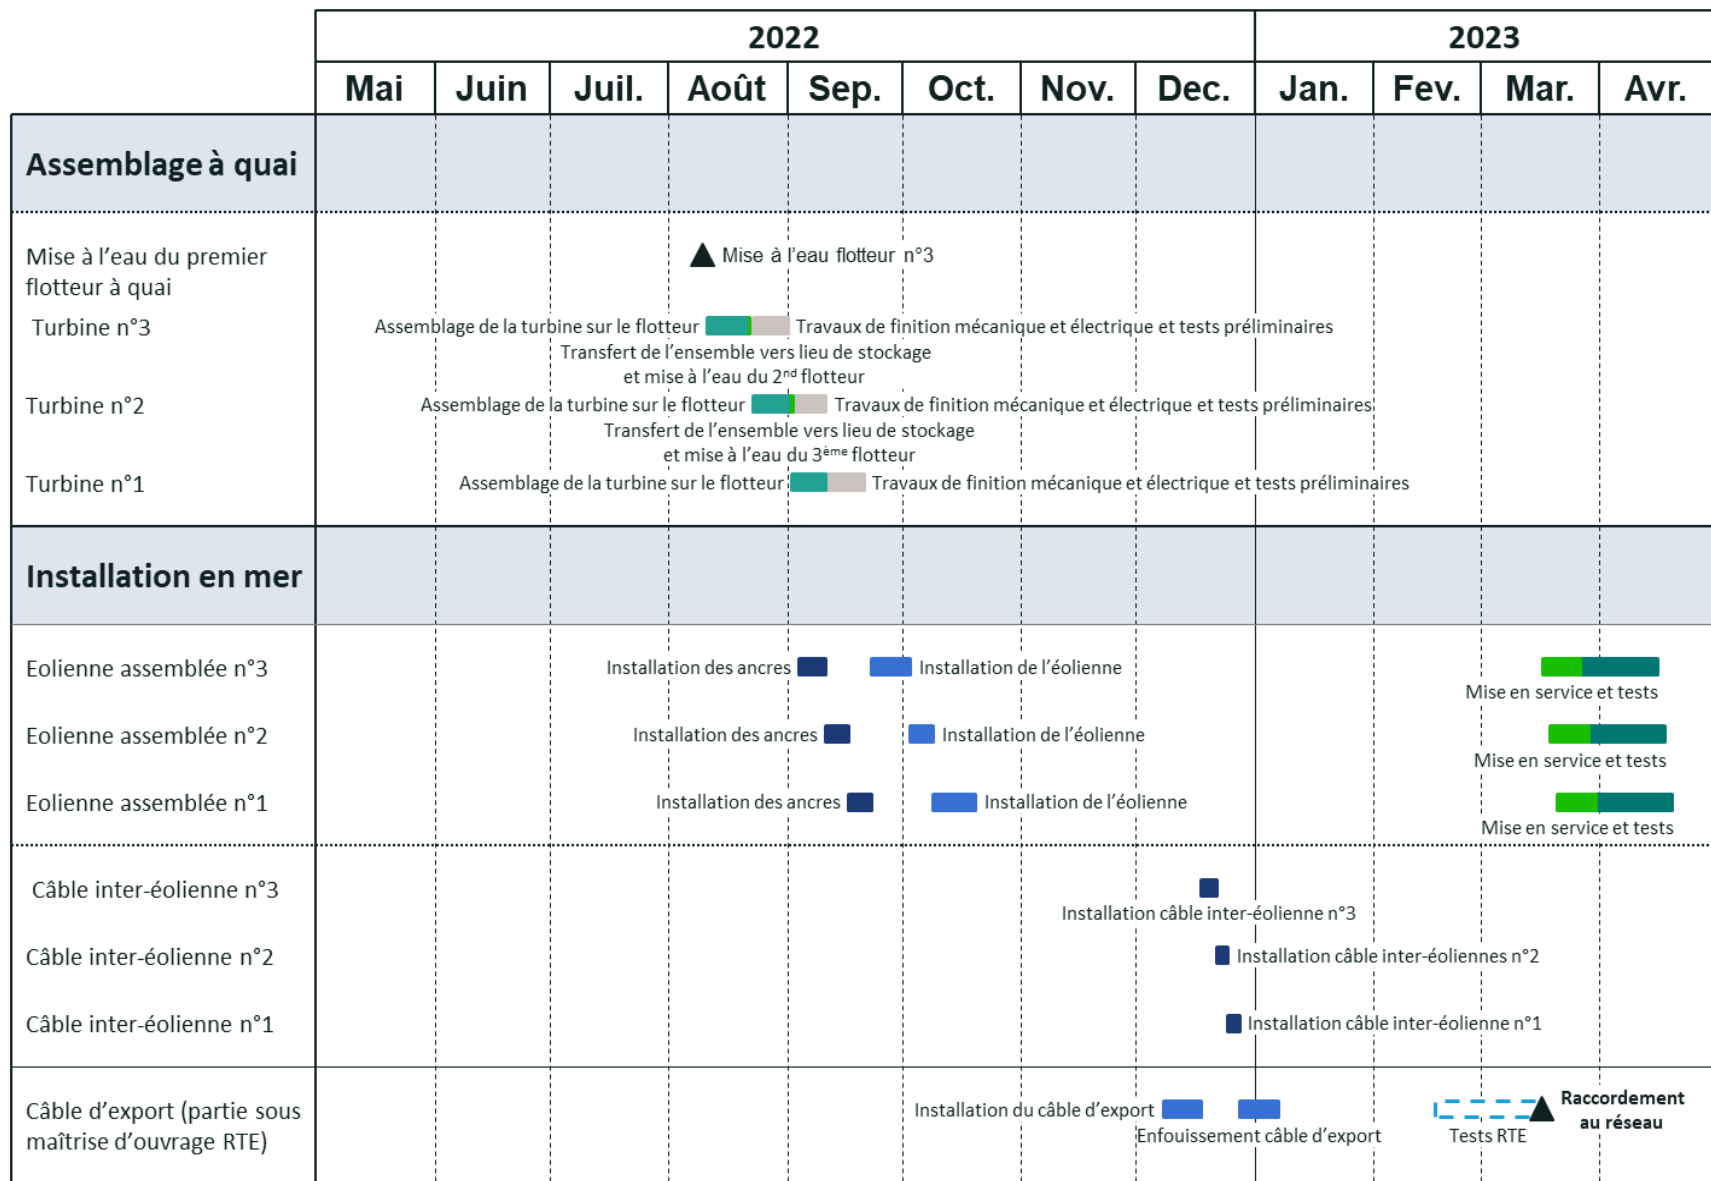 2022
2023
Mai
Juin
Juil.
Août
Sep.
Oct.
Nov.
Dec.
Jan.
Fev.
Mar.
Avr.
Assemblage à quai
Mise à l’eau du premier
flotteur à quai
Mise à l’eau flotteur n°3
Turbine n°3
Assemblage de la turbine sur le flotteur
Travaux de finition mécanique et électrique et tests préliminaires
Transfert de l’ensemble vers lieu de stockage
et mise à l’eau du 2nd flotteur
Turbine n°2
Assemblage de la turbine sur le flotteur
Travaux de finition mécanique et électrique et tests préliminaires
Transfert de l’ensemble vers lieu de stockage
et mise à l’eau du 3ème flotteur
Turbine n°1
Assemblage de la turbine sur le flotteur
Travaux de finition mécanique et électrique et tests préliminaires
Installation en mer
Eolienne assemblée n°3
Installation des ancres
Installation de l’éolienne
Mise en service et tests
Eolienne assemblée n°2
Installation des ancres
Installation de l’éolienne
Mise en service et tests
Eolienne assemblée n°1
Installation des ancres
Installation de l’éolienne
Mise en service et tests
Câble inter-éolienne n°3
Installation câble inter-éolienne n°3
Câble inter-éolienne n°2
Installation câble inter-éoliennes n°2
Câble inter-éolienne n°1
Installation câble inter-éolienne n°1
Câble d’export (partie sous
maîtrise d’ouvrage RTE)
Installation du câble d’export
Enfouissement câble d’export
Tests RTE
Raccordement
au réseau